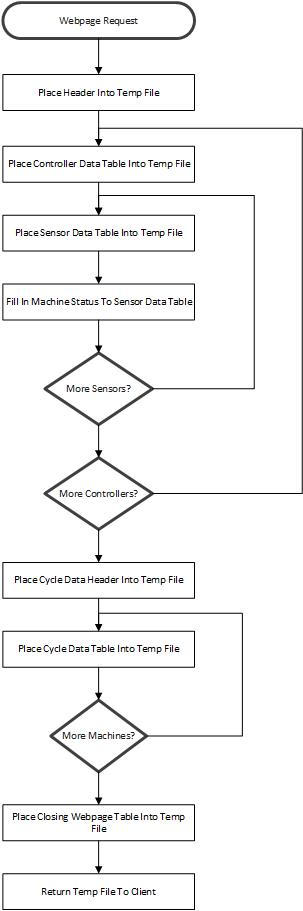 Webpage Request
Place Header Into Temp File
Place Controller Data Table Into Temp File
Place Sensor Data Table Into Temp File
Fill In Machine Status To Sensor Data Table
More Sensors?
More Controllers?
Place Cycle Data Header Into Temp File
Place Cycle Data Table Into Temp File
More Machines?
Place Closing Webpage Table Into Temp
File
Return Temp File To Client